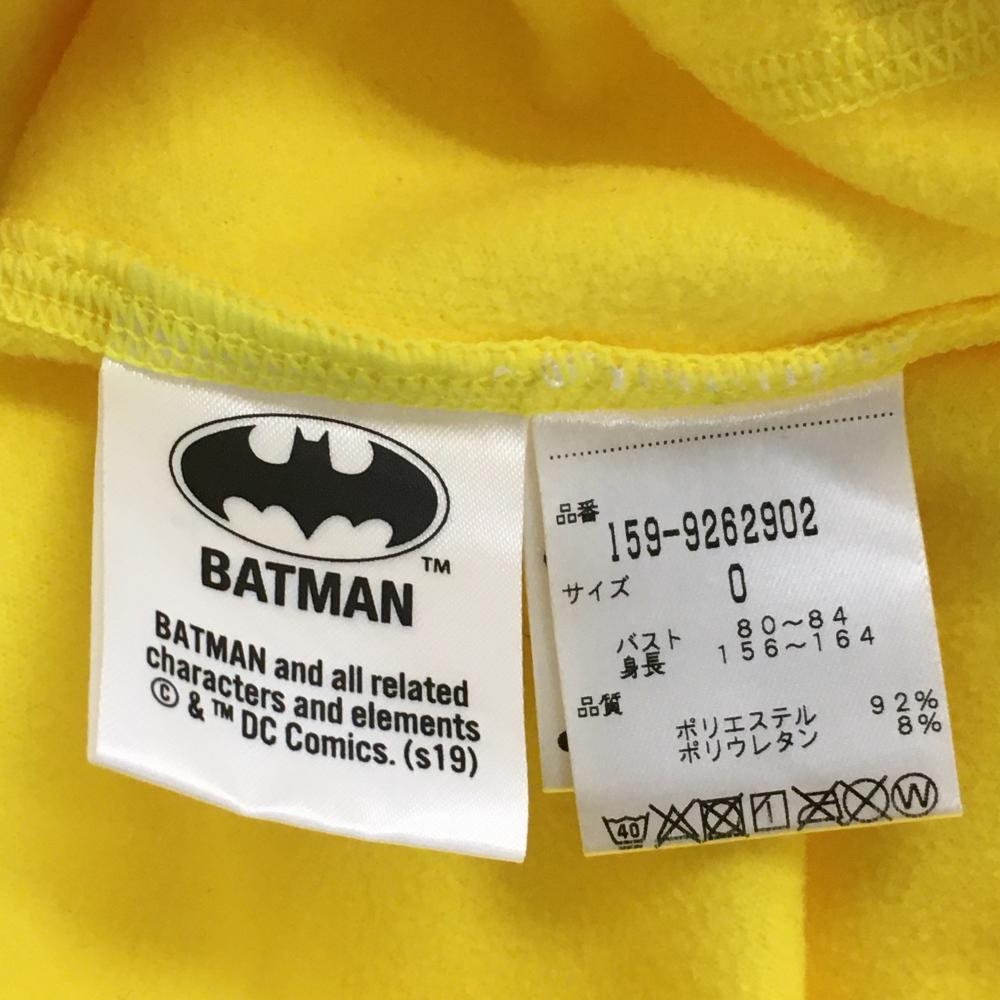 BATMAN™
BATMAN and all related
characters and elements
© & ™ DC Comics. (s19)
品番
159-9262902
サイズ 0
バスト 80～84
身長 156～164
品質
ポリエステル 92%
ポリウレタン 8%
40
1
W